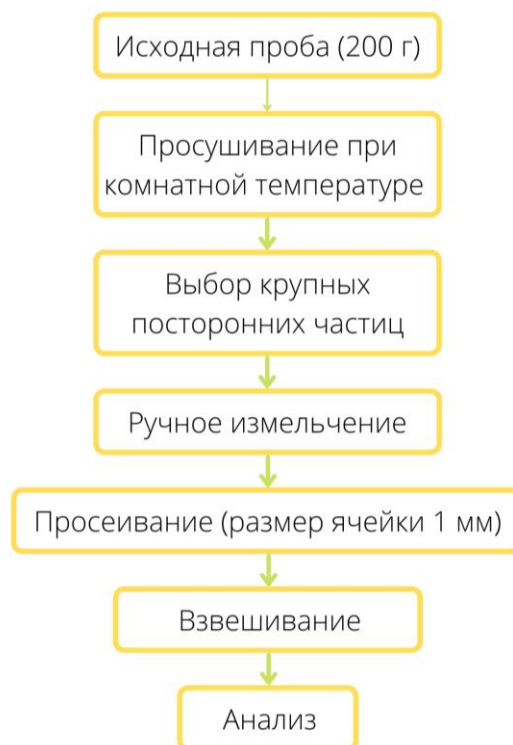 Исходная проба (200 г)
Просушивание при
комнатной температуре
Выбор крупных
посторонних частиц
Ручное измельчение
Просеивание (размер ячейки 1 мм)
Взвешивание
Анализ